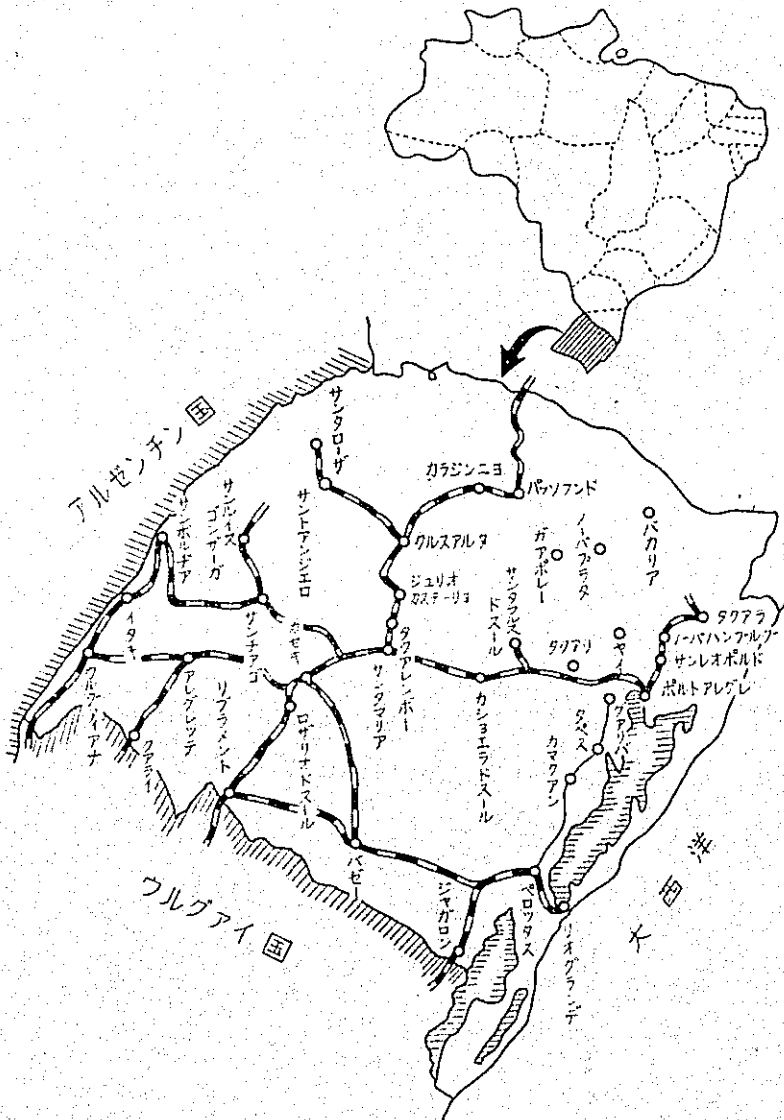 アルゼンチン国
サンタローザ
カラジンニヨ
パッソフンド
サンボルヂア
サンルイス
ゴンザーガ
サントアンジエロ
クルスアルタ
ガアポレー
ノーバプラタ
バカリア
ジュリオ
カステーリョ
イタキ
サンチアゴ
カセキ
タクアレンボー
サンタマリア
サンタクルス
ドスール
タクアリ
タクアラ
ノーバハンブルブ
サンレオポルド
ポルトアレグレ
ウルグアイアナ
アレグレッテ
クアライ
リブラメント
ロザリオドスール
カショエラドスール
グアイバ
タペス
カマクアン
バゼー
ジャガロン
ペロッタス
リオグランデ
ウルグアイ国
大西洋